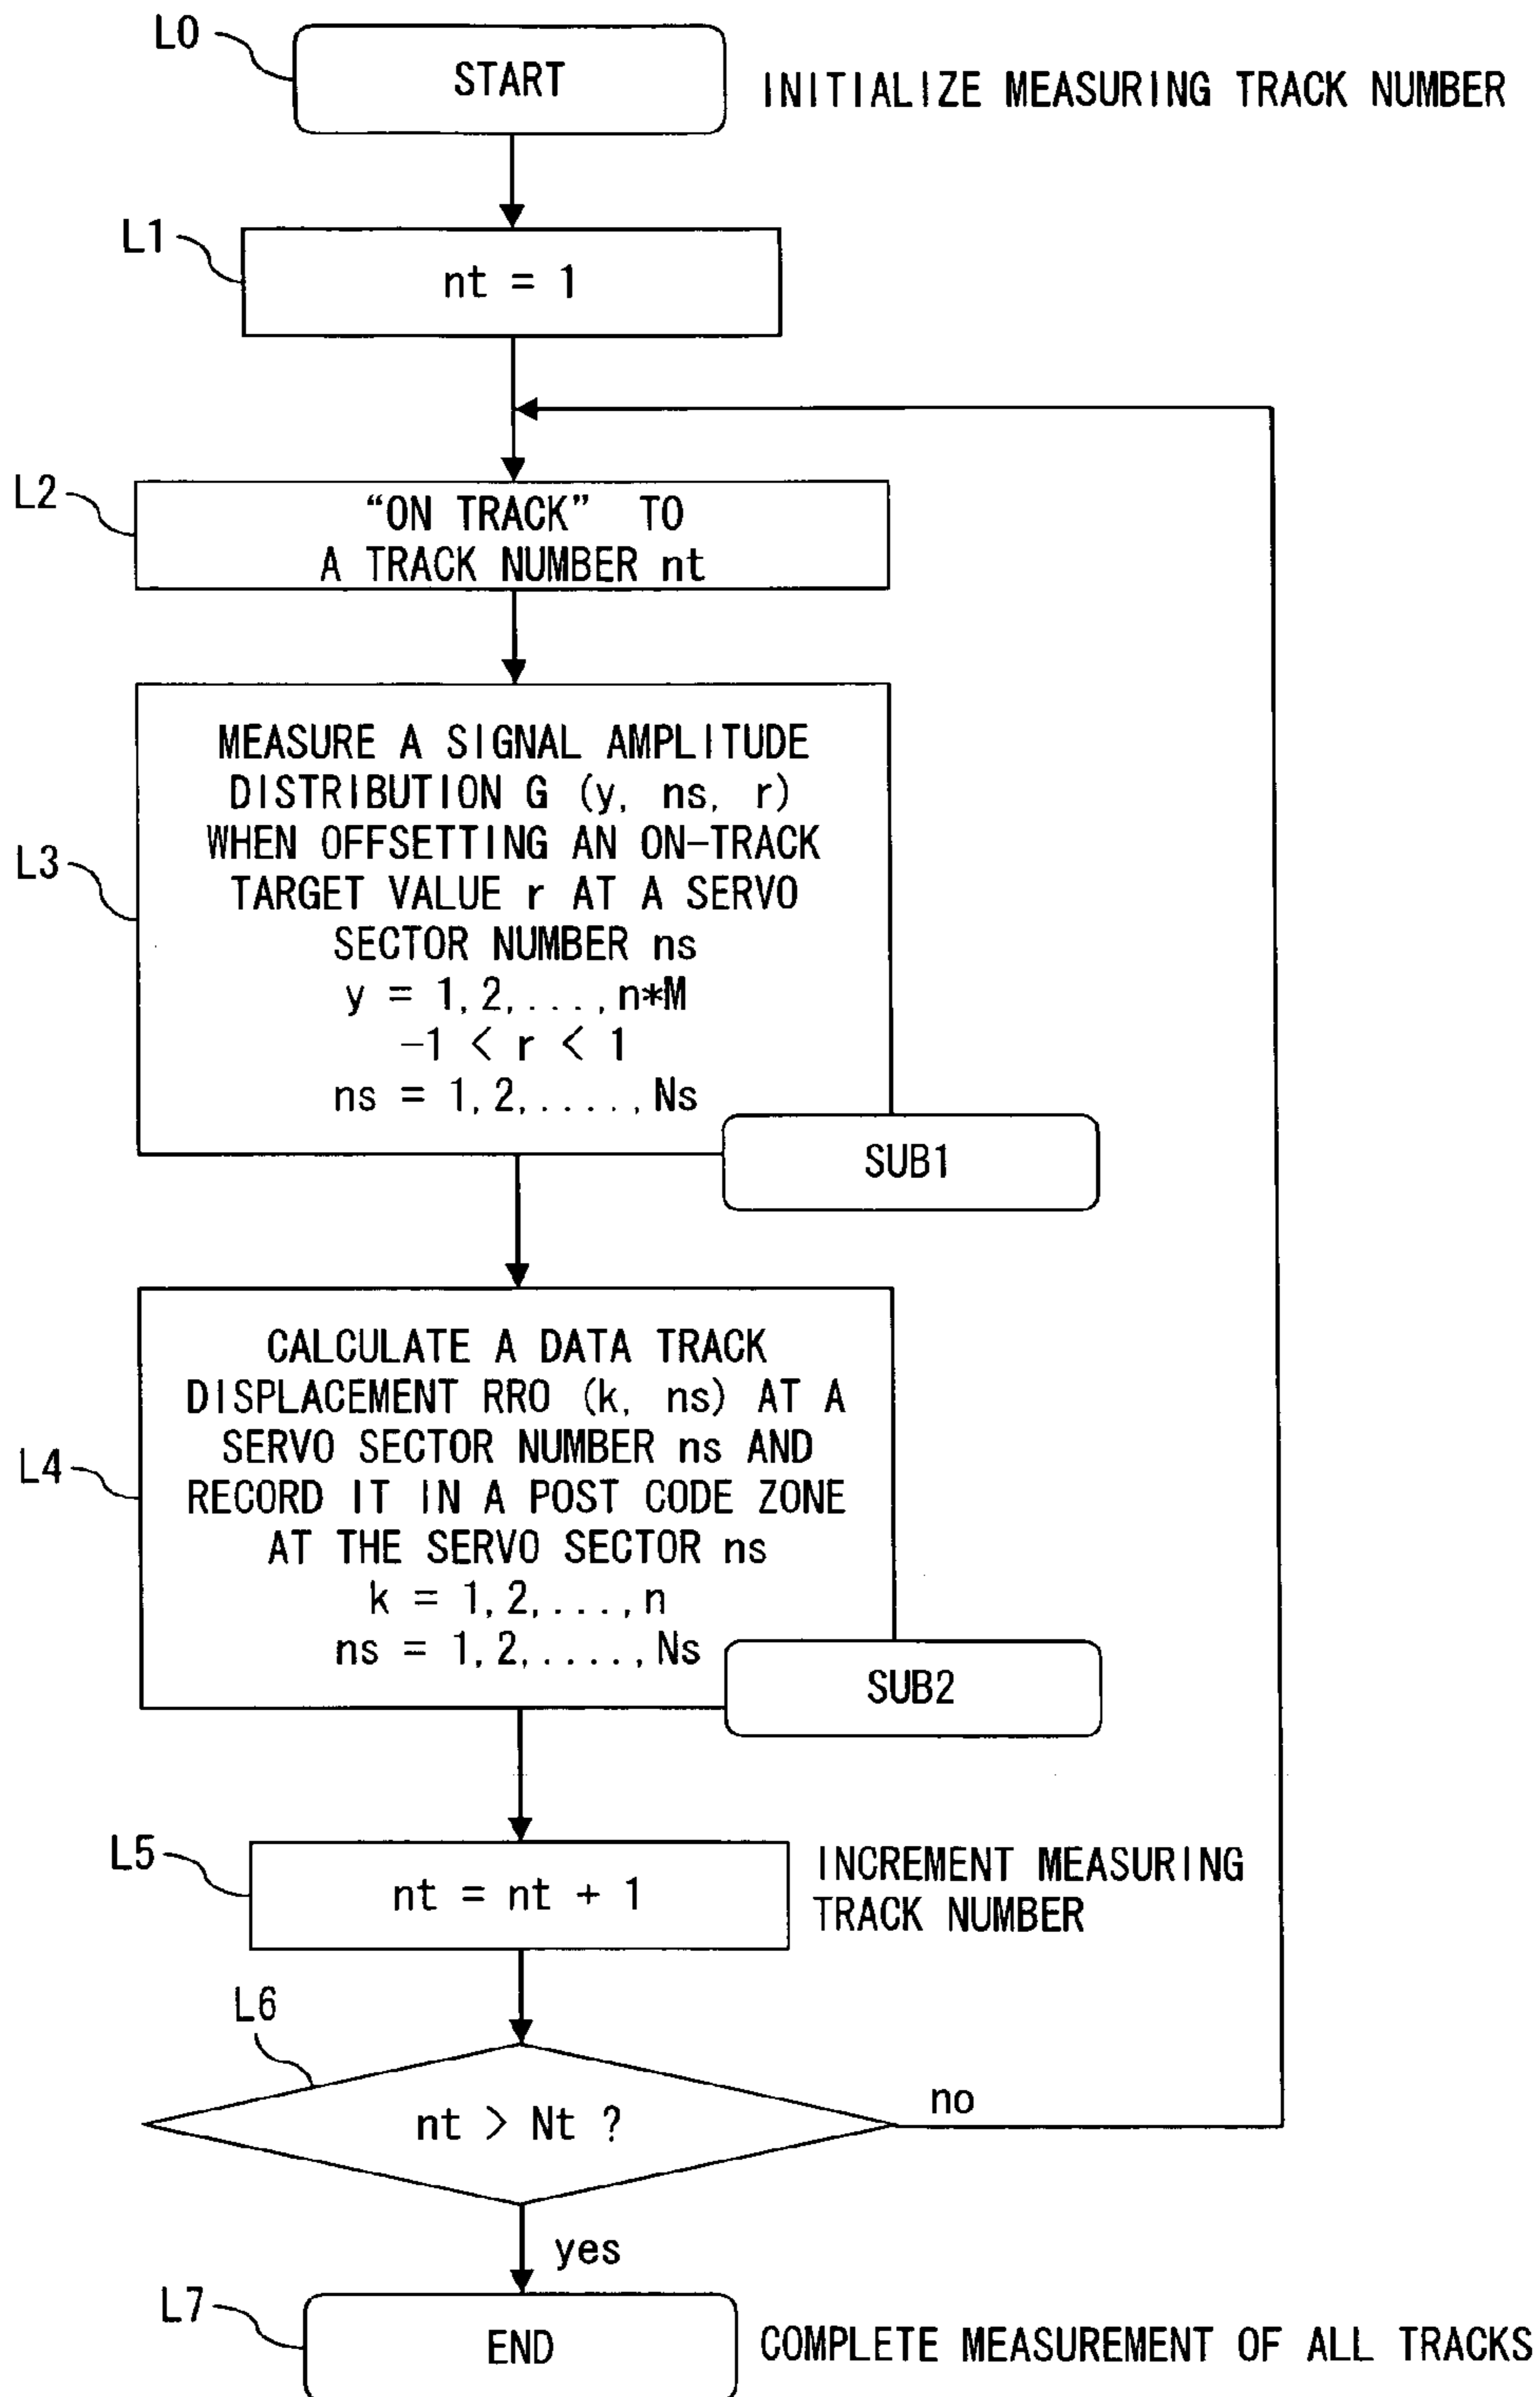 L0
START
INITIALIZE MEASURING TRACK NUMBER
L1
nt = 1
L2
“ON TRACK” TO
A TRACK NUMBER nt
L3
MEASURE A SIGNAL AMPLITUDE
DISTRIBUTION G (y, ns, r)
WHEN OFFSETTING AN ON-TRACK
TARGET VALUE r AT A SERVO
SECTOR NUMBER ns
y = 1,2,...,n*M
-1 < r < 1
ns = 1,2,.....,Ns
SUB1
L4
CALCULATE A DATA TRACK
DISPLACEMENT RRO (k, ns) AT A
SERVO SECTOR NUMBER ns AND
RECORD IT IN A POST CODE ZONE
AT THE SERVO SECTOR ns
k = 1,2,...,n
ns = 1,2,.....,Ns
SUB2
L5
nt = nt + 1
INCREMENT MEASURING
TRACK NUMBER
L6
nt > Nt ?
no
yes
L7
END
COMPLETE MEASUREMENT OF ALL TRACKS